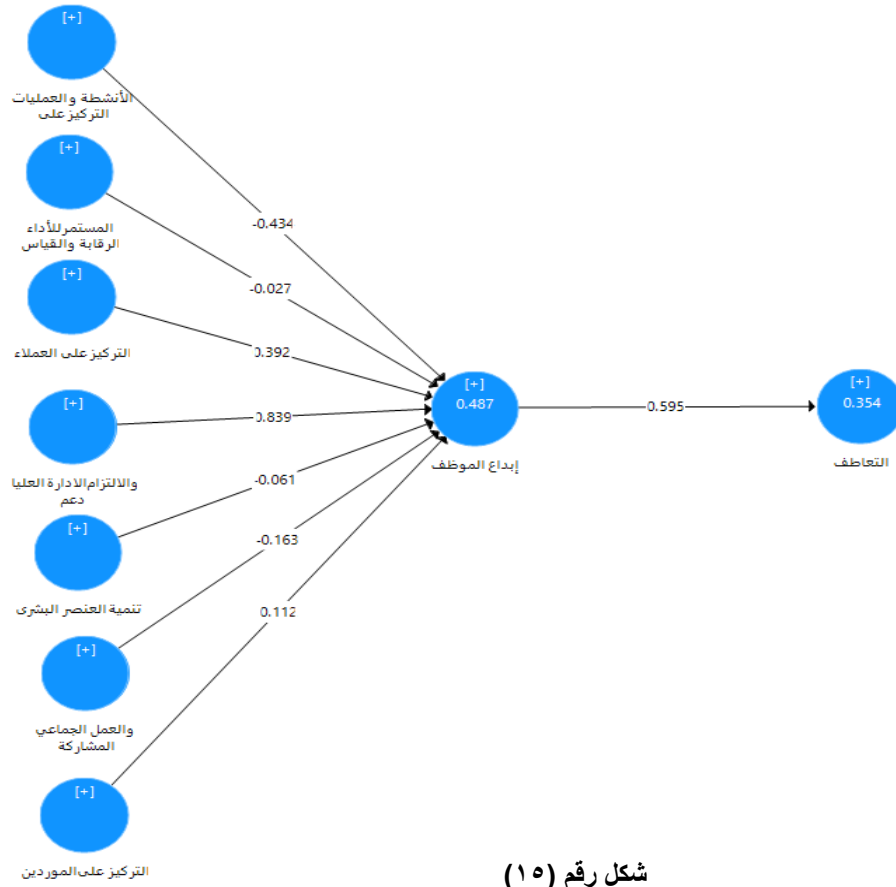 [+]
الأنشطة والعمليات
التركيز على
[+]
المستمر للأداء
الرقابة والقياس
[+]
التركيز على العملاء
[+]
والالتزام الادارة العليا
دعم
[+]
تنمية العنصر البشرى
[+]
والعمل الجماعي
المشاركة
[+]
التركيز على الموردين
-0.434
-0.027
0.392
0.839
-0.061
-0.163
0.112
[+]
0.487
إبداع الموظف
0.595
[+]
0.354
التعاطف
شكل رقم (١٥)